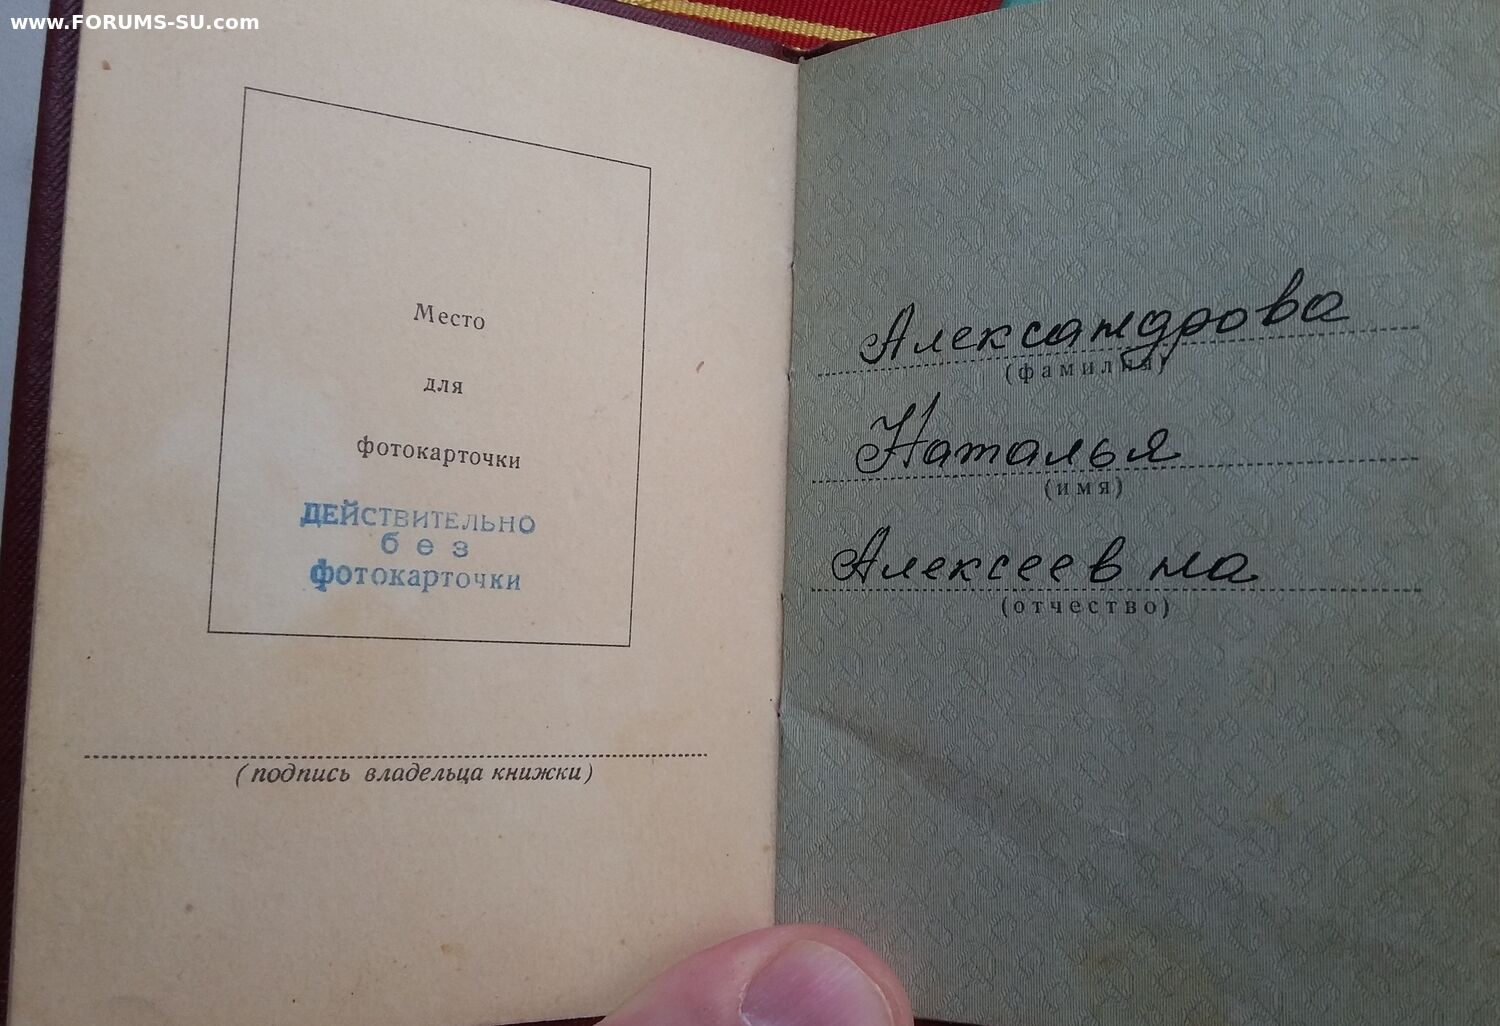 www.FORUMS-SU.com
Место
для
фотокарточки
ДЕЙСТВИТЕЛЬНО
без
фотокарточки
(подпись владельца книжки)
Александрова
(фамилия)
Наталья
(имя)
Алексеевна
(отчество)